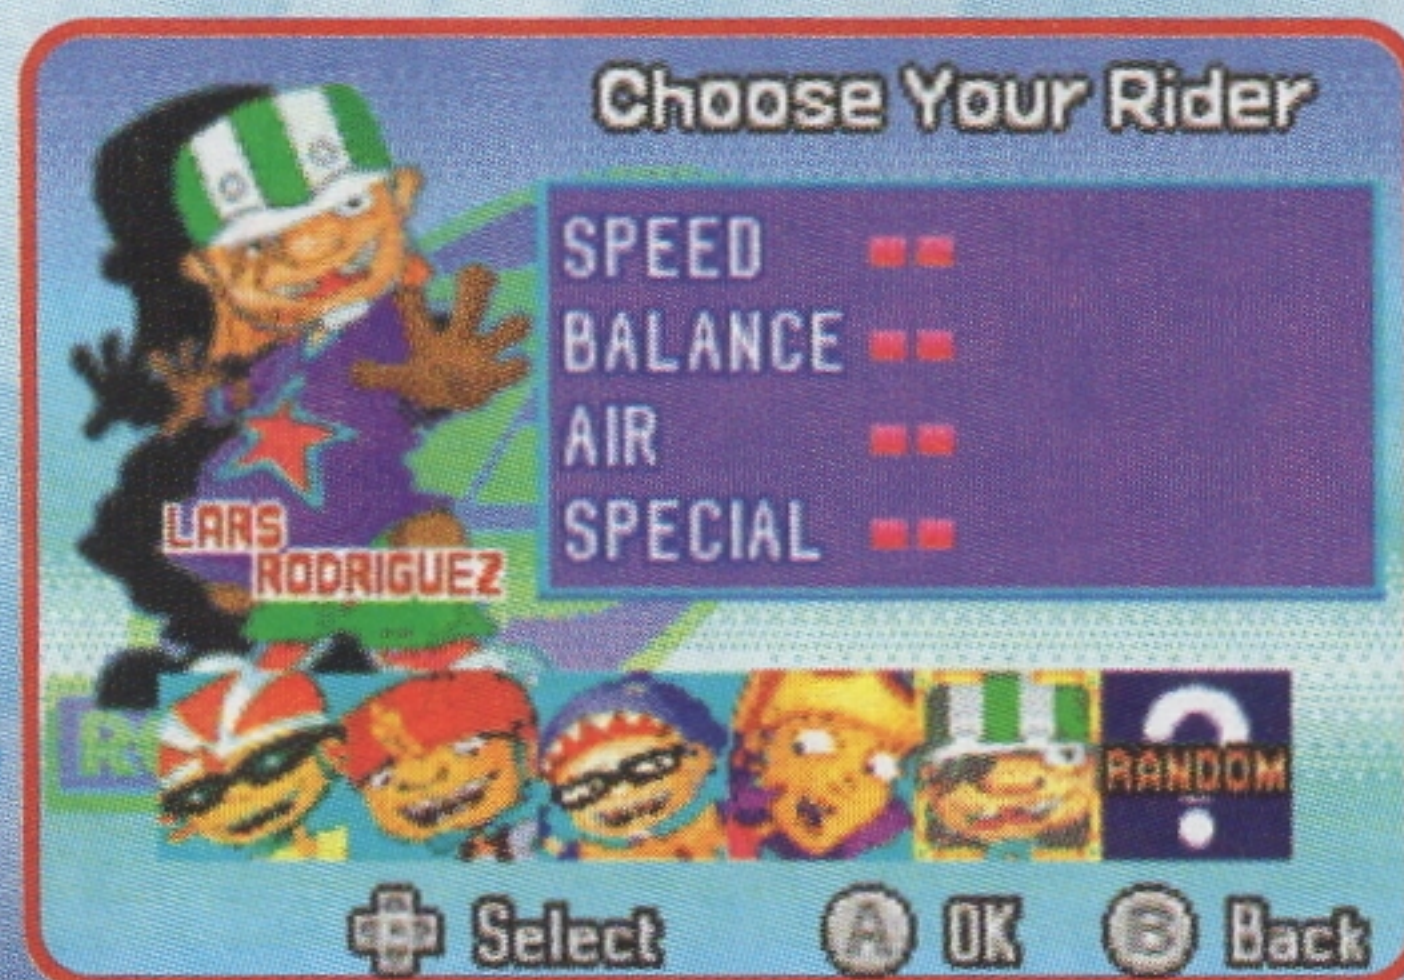 Choose Your Rider
SPEED
BALANCE
AIR
SPECIAL
LARS
RODRIGUEZ
RANDOM
Select
A OK
B Back